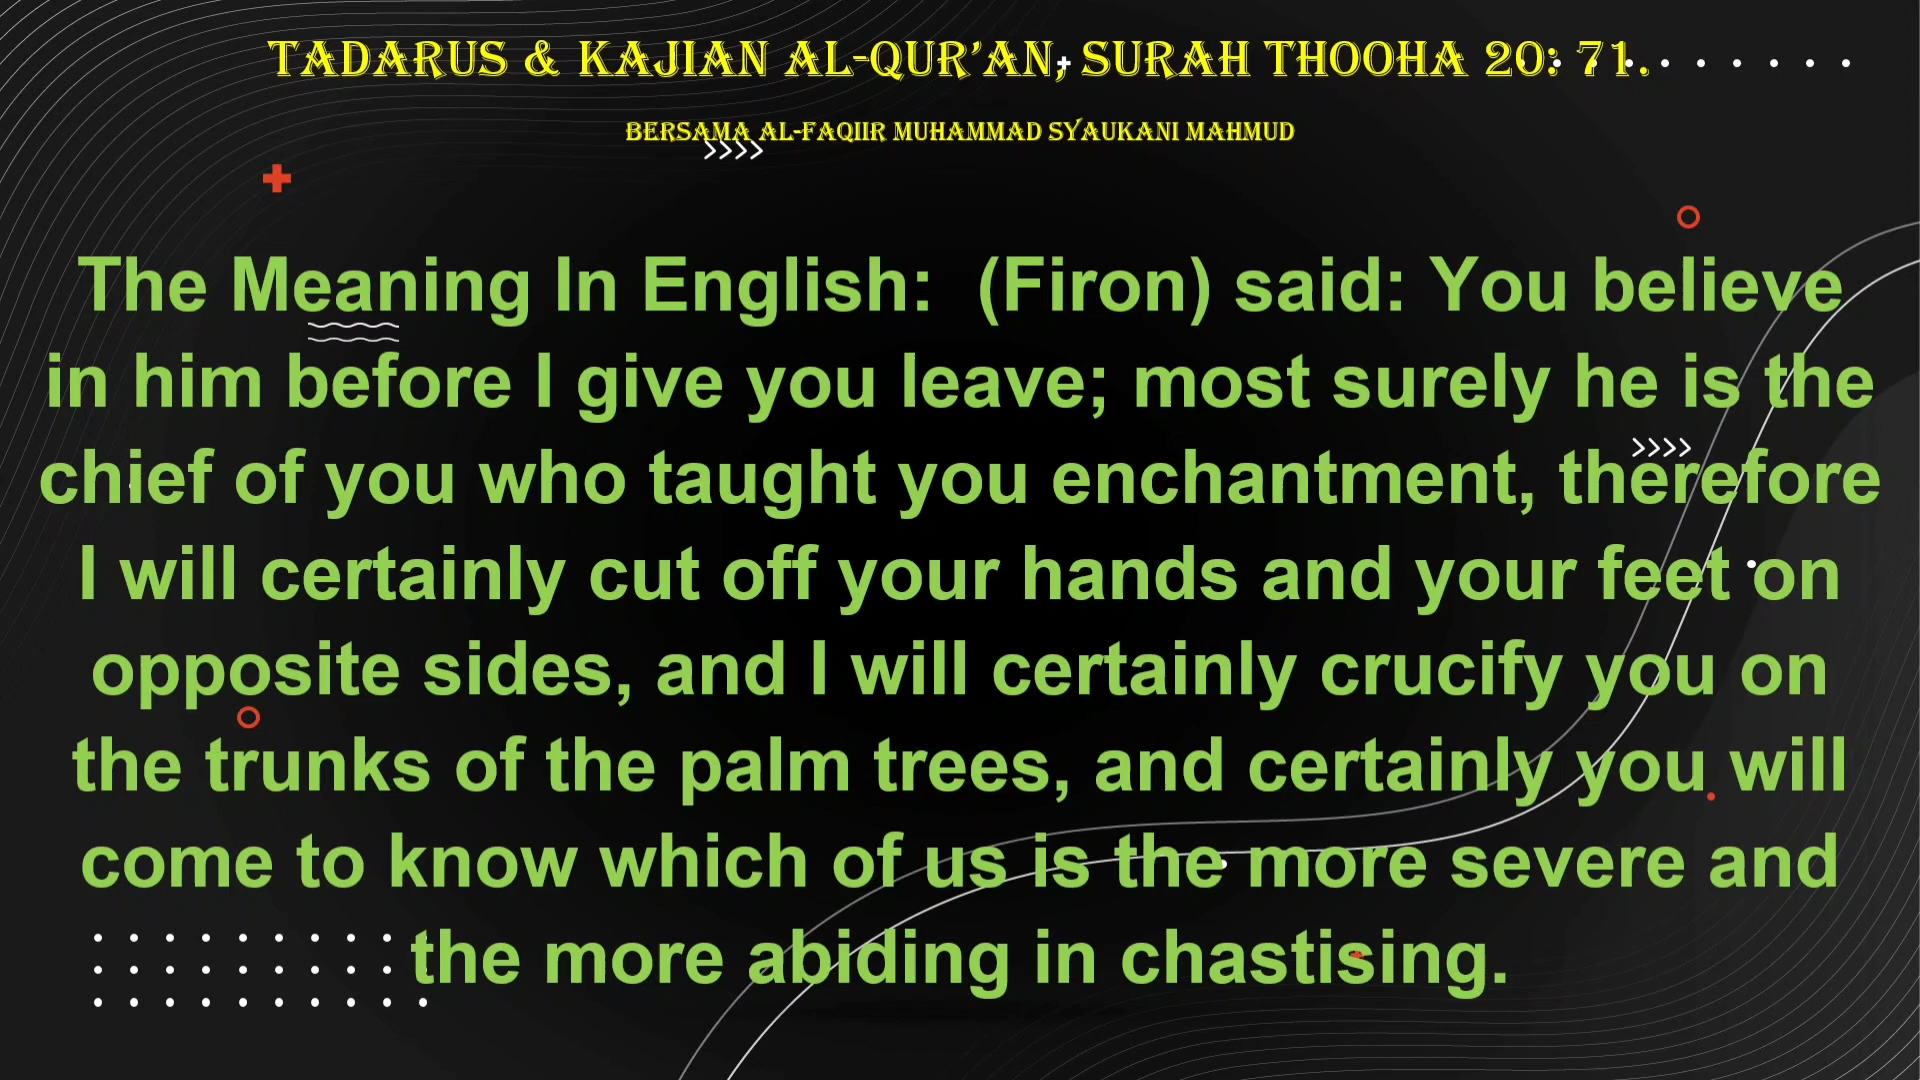 TADARUS & KAJIAN AL-QUR'AN, SURAH THOOHA 20: 71.
BERSAMA AL-FAQIIR MUHAMMAD SYAUKANI MAHMUD
The Meaning In English:  (Firon) said: You believe
in him before I give you leave; most surely he is the
chief of you who taught you enchantment, therefore
I will certainly cut off your hands and your feet on
opposite sides, and I will certainly crucify you on
the trunks of the palm trees, and certainly you will
come to know which of us is the more severe and
the more abiding in chastising.